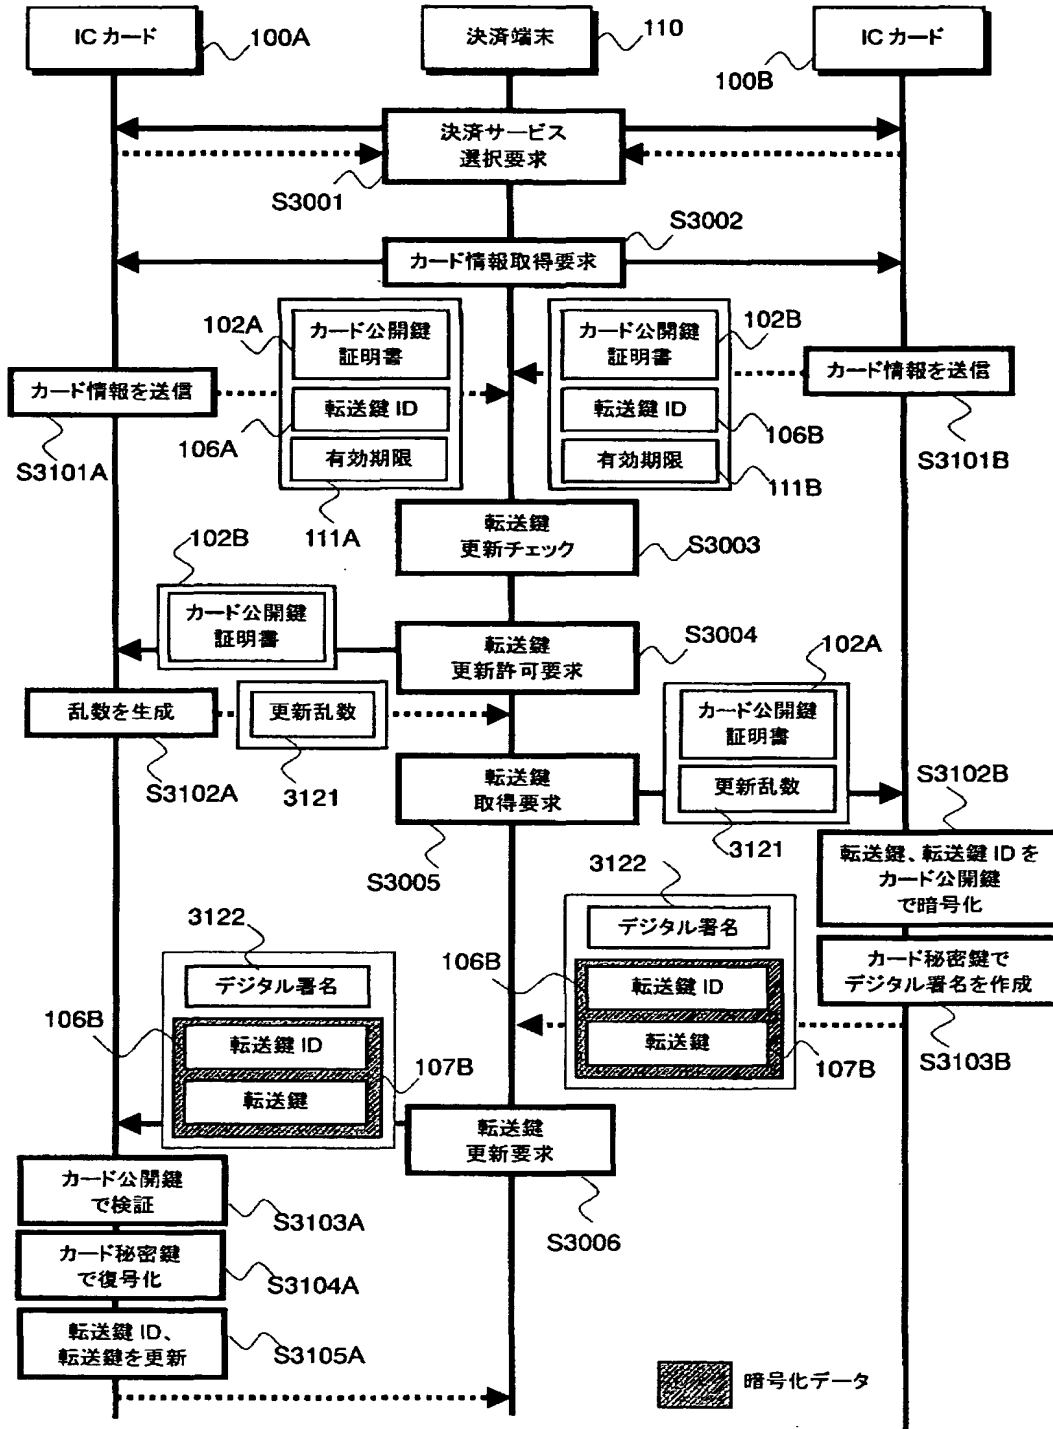 ICカード
100A
決済端末
110
ICカード
100B
決済サービス
選択要求
S3001
S3002
カード情報取得要求
102A
カード公開鍵
証明書
カード公開鍵
証明書
102B
カード情報を送信
カード情報を送信
転送鍵 ID
転送鍵 ID
106A
106B
S3101A
S3101B
有効期限
有効期限
111A
111B
転送鍵
更新チェック
S3003
102B
カード公開鍵
証明書
転送鍵
更新許可要求
S3004
102A
乱数を生成
更新乱数
カード公開鍵
証明書
S3102A
3121
転送鍵
取得要求
更新乱数
S3102B
S3005
3121
転送鍵、転送鍵 IDを
カード公開鍵
で暗号化
3122
デジタル署名
カード秘密鍵で
デジタル署名を作成
3122
デジタル署名
106B
転送鍵 ID
転送鍵
107B
S3103B
106B
転送鍵 ID
107B
転送鍵
転送鍵
更新要求
S3006
カード公開鍵
で検証
S3103A
カード秘密鍵
で復号化
S3104A
転送鍵 ID、
転送鍵を更新
S3105A
暗号化データ